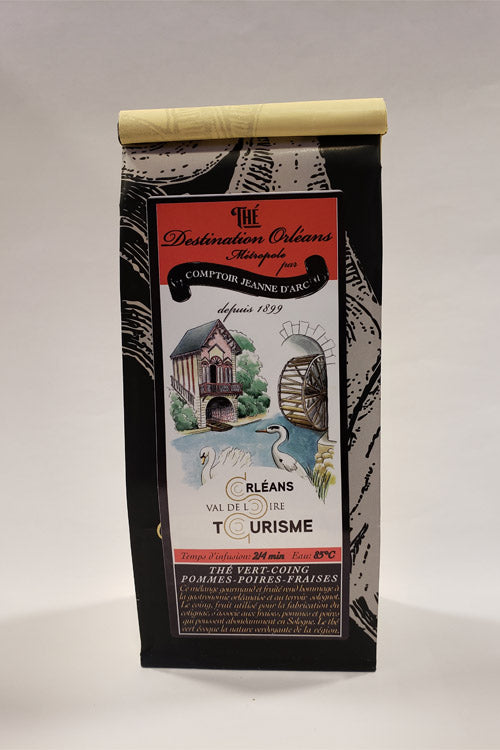 THÉ
Destination Orléans
Métropole
par
COMPTOIR JEANNE D'ARC
depuis 1899
ORLÉANS
VAL DE LOIRE
TOURISME
Temps d'infusion: 2/4 min Eau: 85°C
THÉ VERT-COING
POMMES-POIRES-FRAISES
Ce mélange gourmand et fruité rend hommage à
la gastronomie orléanaise et au terroir solognot.
Le coing, fruit utilisé pour la fabrication du
cotignac, s'associe aux fraises, pommes et poires
qui poussent abondamment en Sologne. Le thé
vert évoque la nature verdoyante de la région.